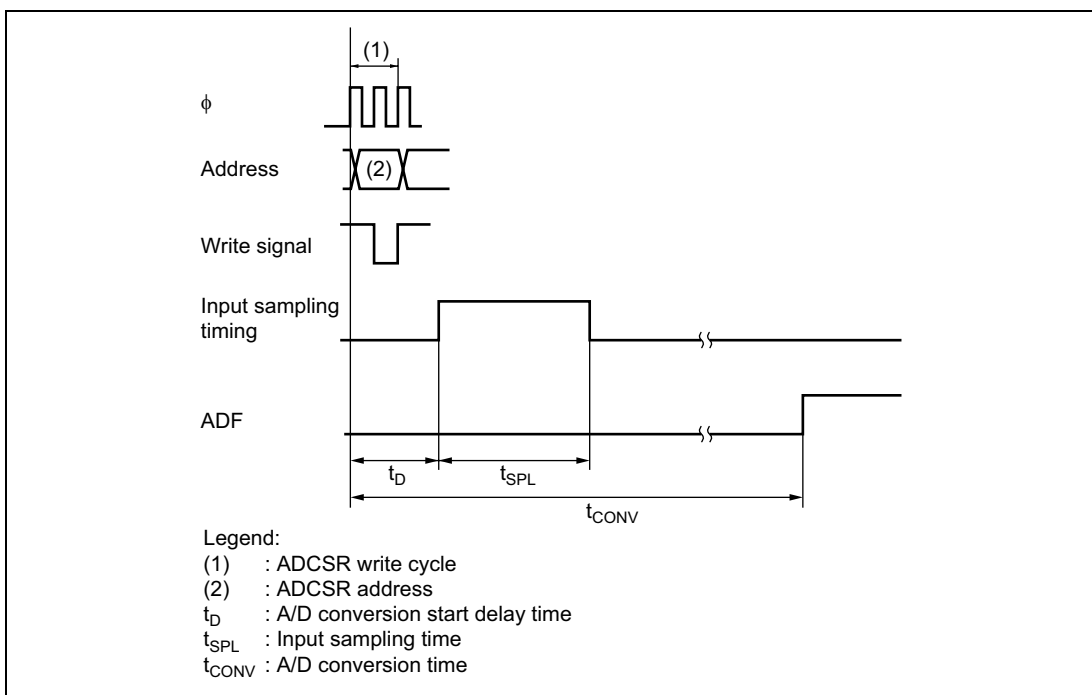 (1)
ϕ
Address
(2)
Write signal
Input sampling
timing
ADF
tD
tSPL
tCONV
Legend:
(1) : ADCSR write cycle
(2) : ADCSR address
tD : A/D conversion start delay time
tSPL : Input sampling time
tCONV : A/D conversion time